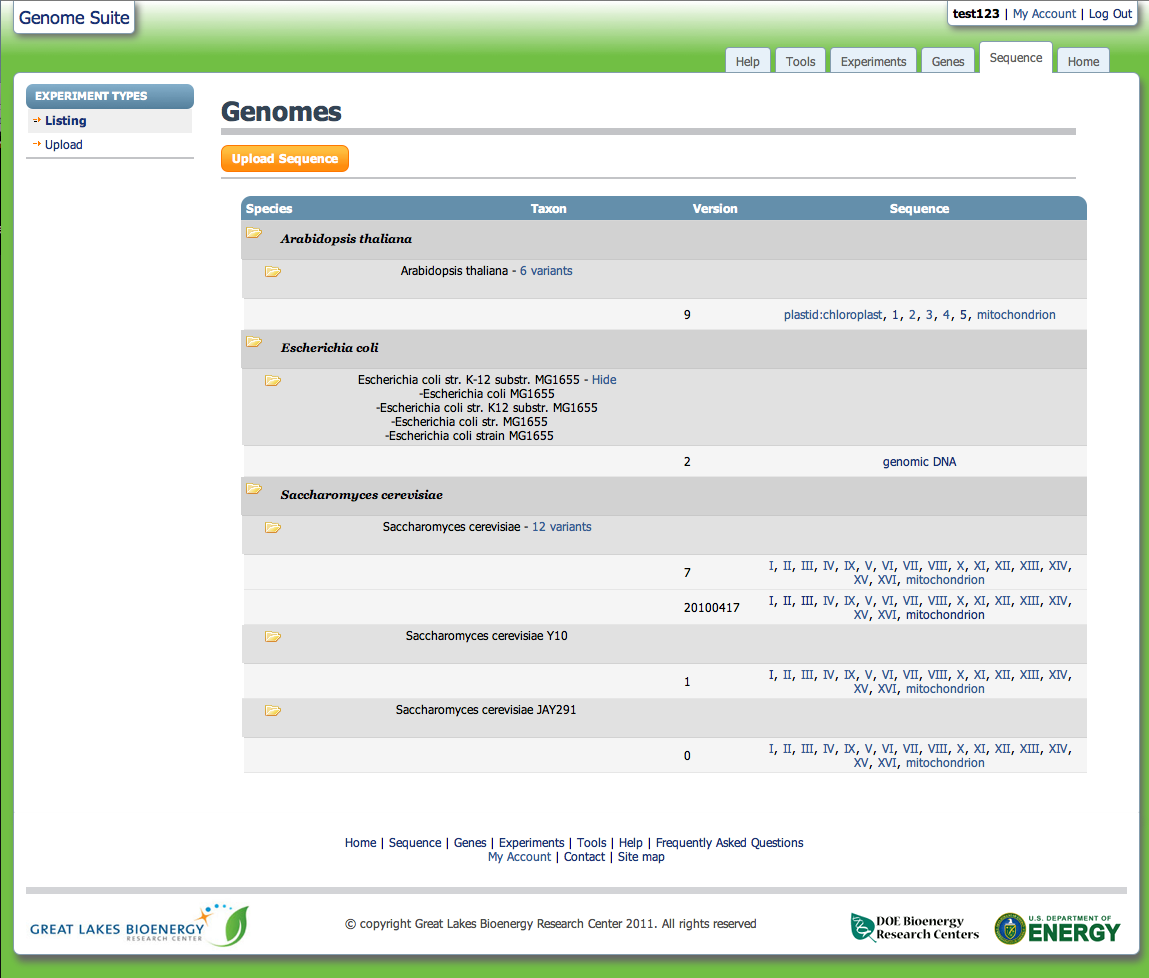 Genome Suite
test123 | My Account | Log Out
Help Tools Experiments Genes Sequence Home
EXPERIMENT TYPES
Listing
Upload
Genomes
Upload Sequence
Species Taxon Version Sequence
Arabidopsis thaliana
Arabidopsis thaliana - 6 variants
9 plastid:chloroplast, 1, 2, 3, 4, 5, mitochondrion
Escherichia coli
Escherichia coli str. K-12 substr. MG1655 - Hide
-Escherichia coli MG1655
-Escherichia coli str. K12 substr. MG1655
-Escherichia coli str. MG1655
-Escherichia coli strain MG1655
2 genomic DNA
Saccharomyces cerevisiae
Saccharomyces cerevisiae - 12 variants
7 I, II, III, IV, IX, V, VI, VII, VIII, X, XI, XII, XIII, XIV,
XV, XVI, mitochondrion
20100417 I, II, III, IV, IX, V, VI, VII, VIII, X, XI, XII, XIII, XIV,
XV, XVI, mitochondrion
Saccharomyces cerevisiae Y10
1 I, II, III, IV, IX, V, VI, VII, VIII, X, XI, XII, XIII, XIV,
XV, XVI, mitochondrion
Saccharomyces cerevisiae JAY291
0 I, II, III, IV, IX, V, VI, VII, VIII, X, XI, XII, XIII, XIV,
XV, XVI, mitochondrion
Home | Sequence | Genes | Experiments | Tools | Help | Frequently Asked Questions
My Account | Contact | Site map
GREAT LAKES BIOENERGY
RESEARCH CENTER
© copyright Great Lakes Bioenergy Research Center 2011. All rights reserved
DOE Bioenergy
Research Centers
U.S. DEPARTMENT OF
ENERGY